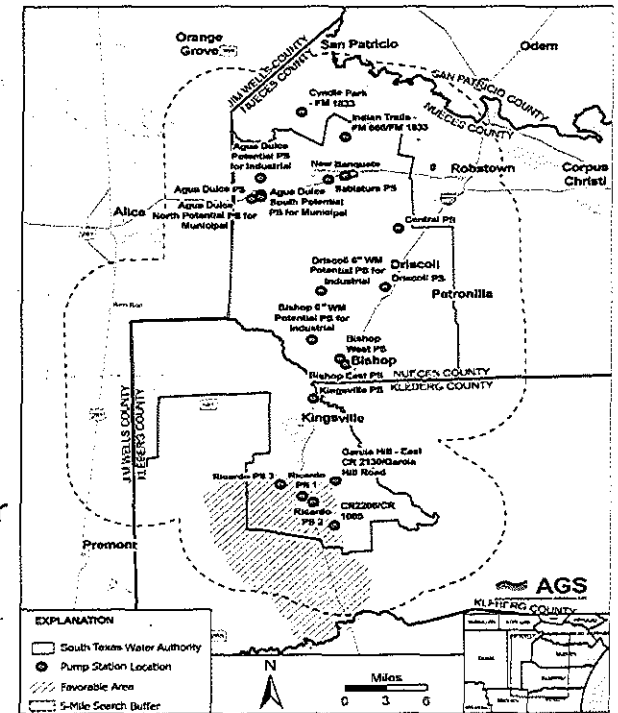 Orange
Grove
San Patricio
Odem
JIM WELLS COUNTY
NUECES COUNTY
SAN PATRICIO COUNTY
NUECES COUNTY
Cyndie Park
- FM 1833
Indian Trails -
FM 666/FM 1833
Agua Dulce
Potential PS
for Industrial
New Banquete
Robstown
Corpus
Christi
Agua Dulce PS
Sablatura PS
Alice
Agua Dulce
North Potential PS for
Municipal
Agua Dulce
South Potential
PS for Municipal
Central PS
Driscoll 6" WM
Potential PS for
Industrial
Driscoll
Driscoll PS
Petronilla
Bishop 6" WM
Potential PS for
Industrial
Bishop
West PS
Bishop
Bishop East PS
NUECES COUNTY
KLEBERG COUNTY
Kingsville PS
Kingsville
JIM WELLS COUNTY
KLEBERG COUNTY
Garcia Hill - East
CR 2130/Garcia
Hill Road
Ricardo PS 3
Ricardo
PS 1
Ricardo
PS 2
CR2206/CR
1065
Premont
AGS
KLEBERG COUNTY
EXPLANATION
South Texas Water Authority
Pump Station Location
Favorable Area
5-Mile Search Buffer
N
Miles
0 3 6